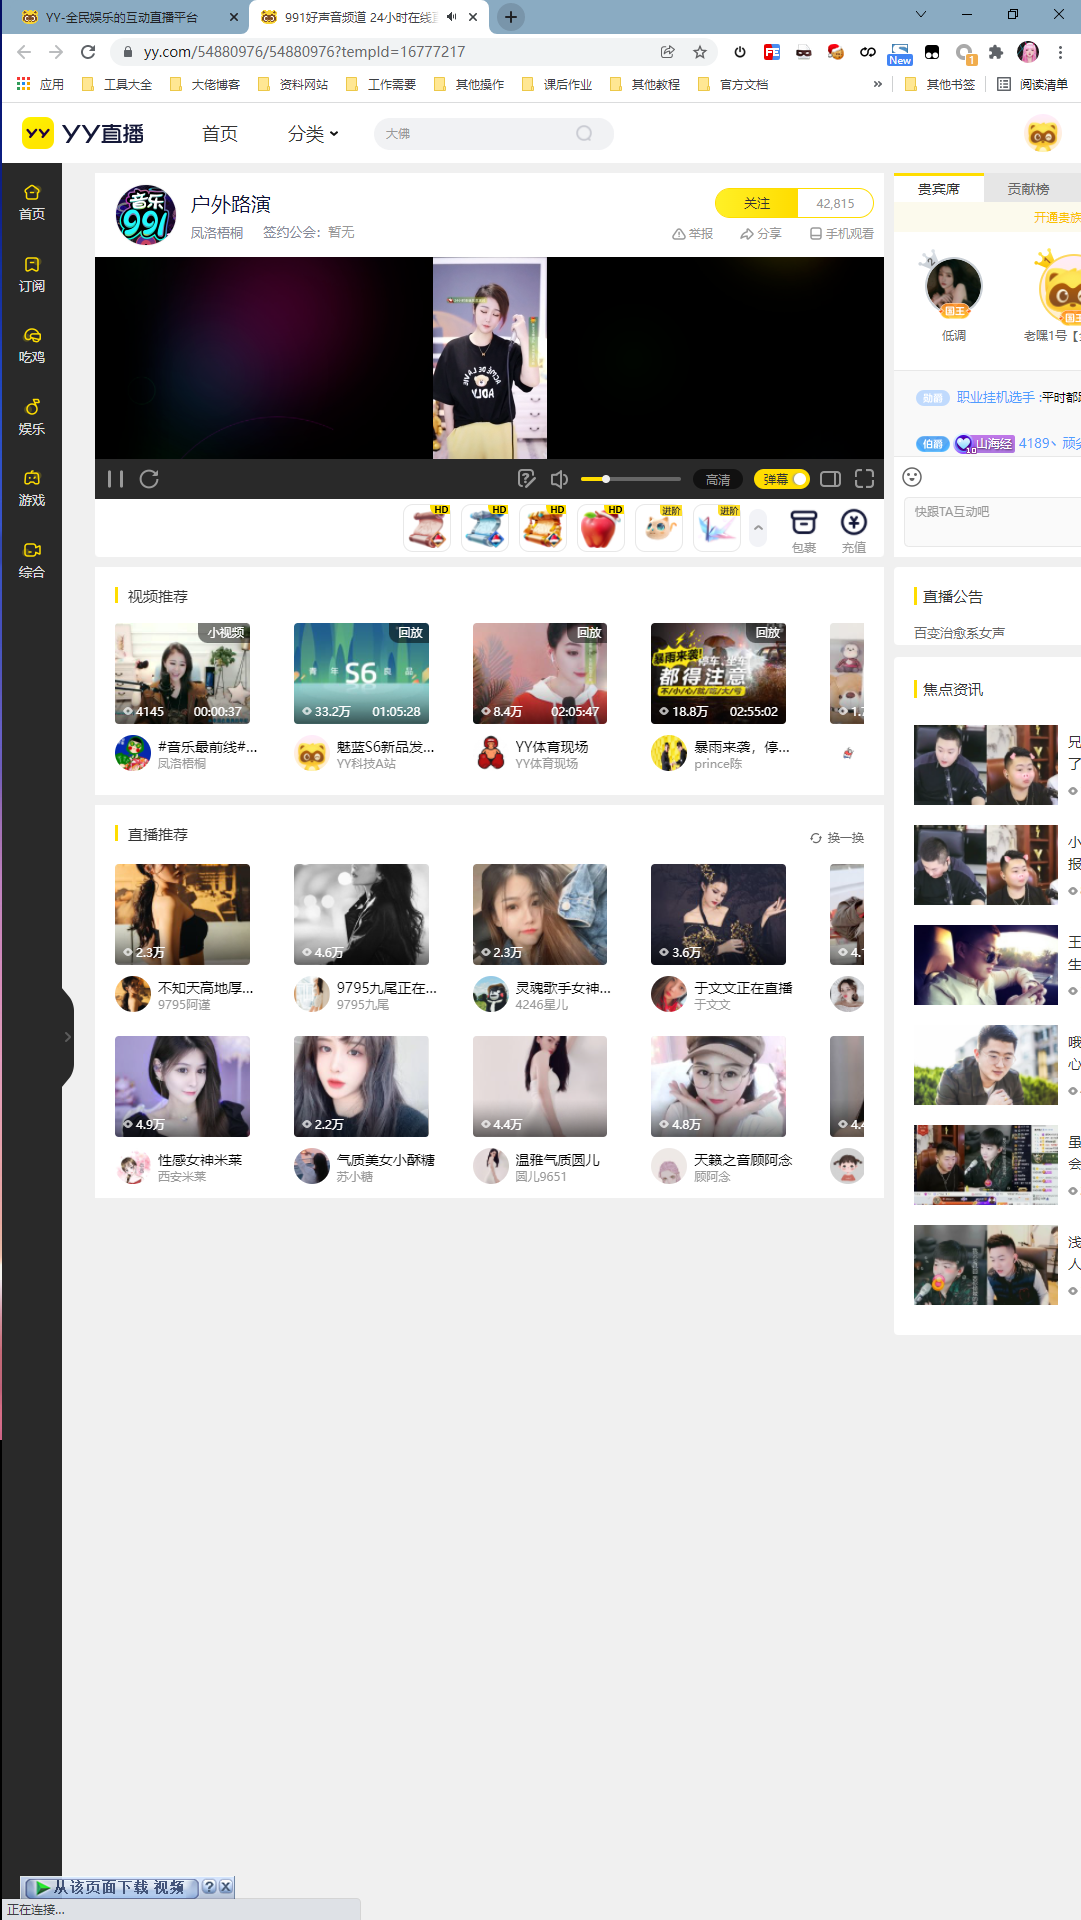 YY-全民娱乐的互动直播平台
991好声音频道 24小时在线直
yy.com/54880976/54880976?tempId=16777217
New
1
应用
工具大全
大佬博客
资料网站
工作需要
其他操作
课后作业
其他教程
官方文档
»
其他书签
阅读清单
YY直播
首页
分类
大佛
首页
订阅
吃鸡
娱乐
游戏
综合
音乐
991
户外路演
凤洛梧桐
签约公会：暂无
关注
42,815
举报
分享
手机观看
高清
弹幕
HD
HD
HD
HD
进阶
进阶
包裹
充值
贵宾席
贡献榜
开通贵族
2
国王
低调
1
国王
老嘿1号【
勋爵
职业挂机选手 :平时都
伯爵
10
山海经
4189丶顽
快跟TA互动吧
直播公告
百变治愈系女声
焦点资讯
视频推荐
小视频
4145
00:00:37
#音乐最前线#...
凤洛梧桐
青年 S6 良品
回放
33.2万
01:05:28
魅蓝S6新品发...
YY科技A站
回放
8.4万
02:05:47
YY体育现场
YY体育现场
回放
暴雨来袭!
停车、坐车
都得注意
18.8万
02:55:02
暴雨来袭，停...
prince陈
1.
直播推荐
换一换
2.3万
不知天高地厚...
9795阿谨
4.6万
9795九尾正在...
9795九尾
2.3万
灵魂歌手女神...
4246星儿
3.6万
于文文正在直播
于文文
4.
4.9万
性感女神米莱
西安米莱
2.2万
气质美女小酥糖
苏小糖
4.4万
温雅气质圆儿
圆儿9651
4.8万
天籁之音顾阿念
顾阿念
4.
兄
了
小
报
王
生
哦
心
虽
会
浅
人
从该页面下载 视频
?
正在连接...